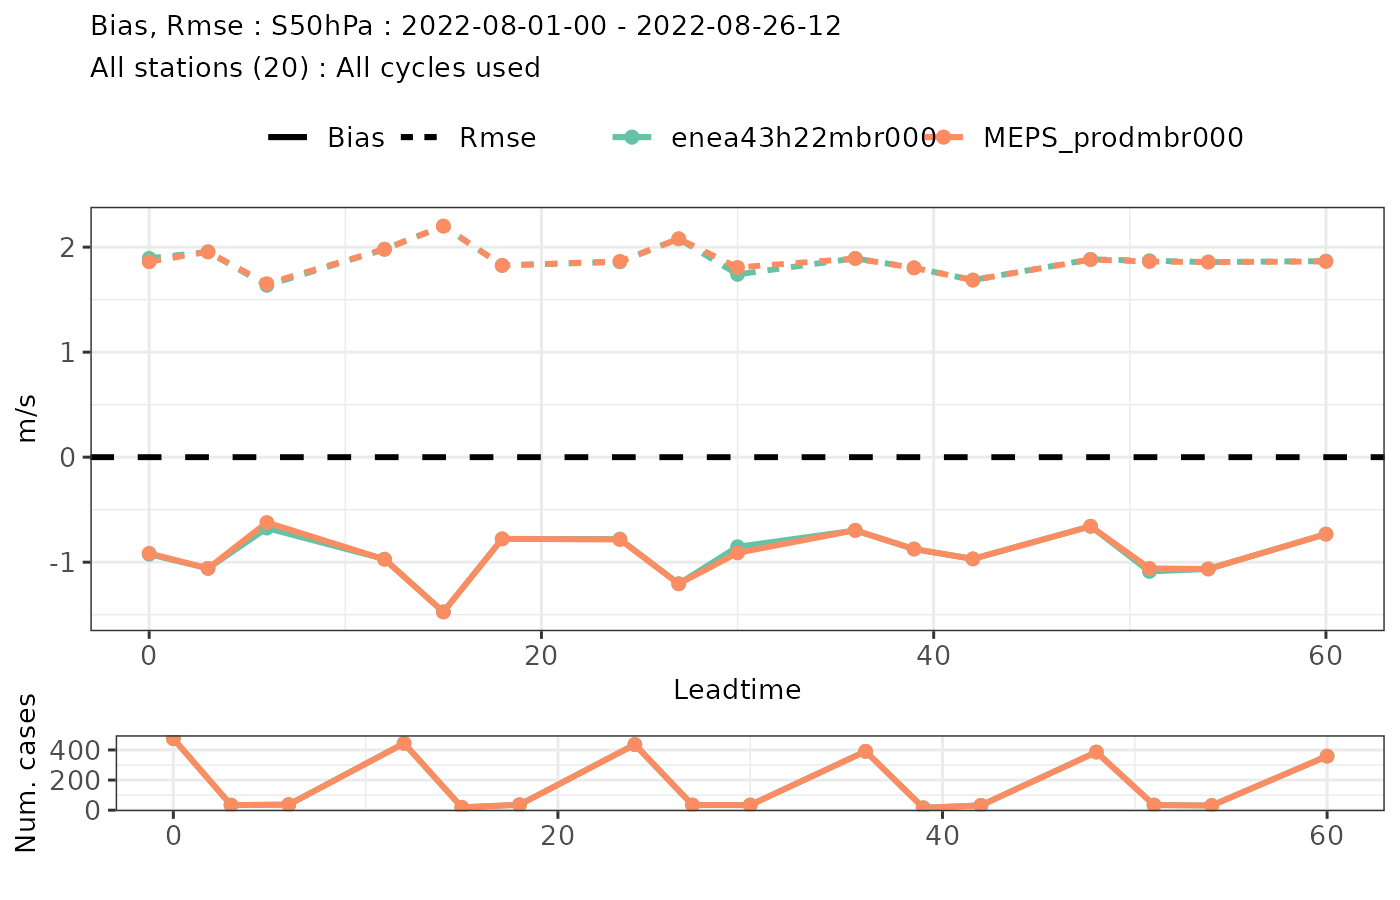 Bias, Rmse : S50hPa : 2022-08-01-00 - 2022-08-26-12
All stations (20) : All cycles used
Bias Rmse enea43h22mbr000 MEPS_prodmbr000
2
1
0
-1
m/s
0 20 40 60
Leadtime
400
200
0
Num. cases
0 20 40 60